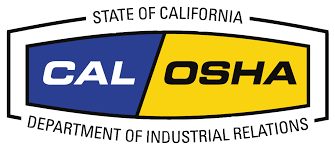 STATE OF CALIFORNIA
CAL OSHA
DEPARTMENT OF INDUSTRIAL RELATIONS